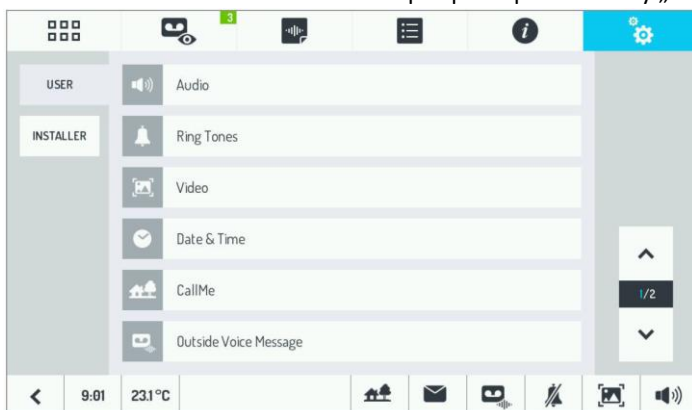 3
i
USER
INSTALLER
Audio
Ring Tones
Video
Date & Time
CallMe
Outside Voice Message
1/2
9:01
23.1 °C